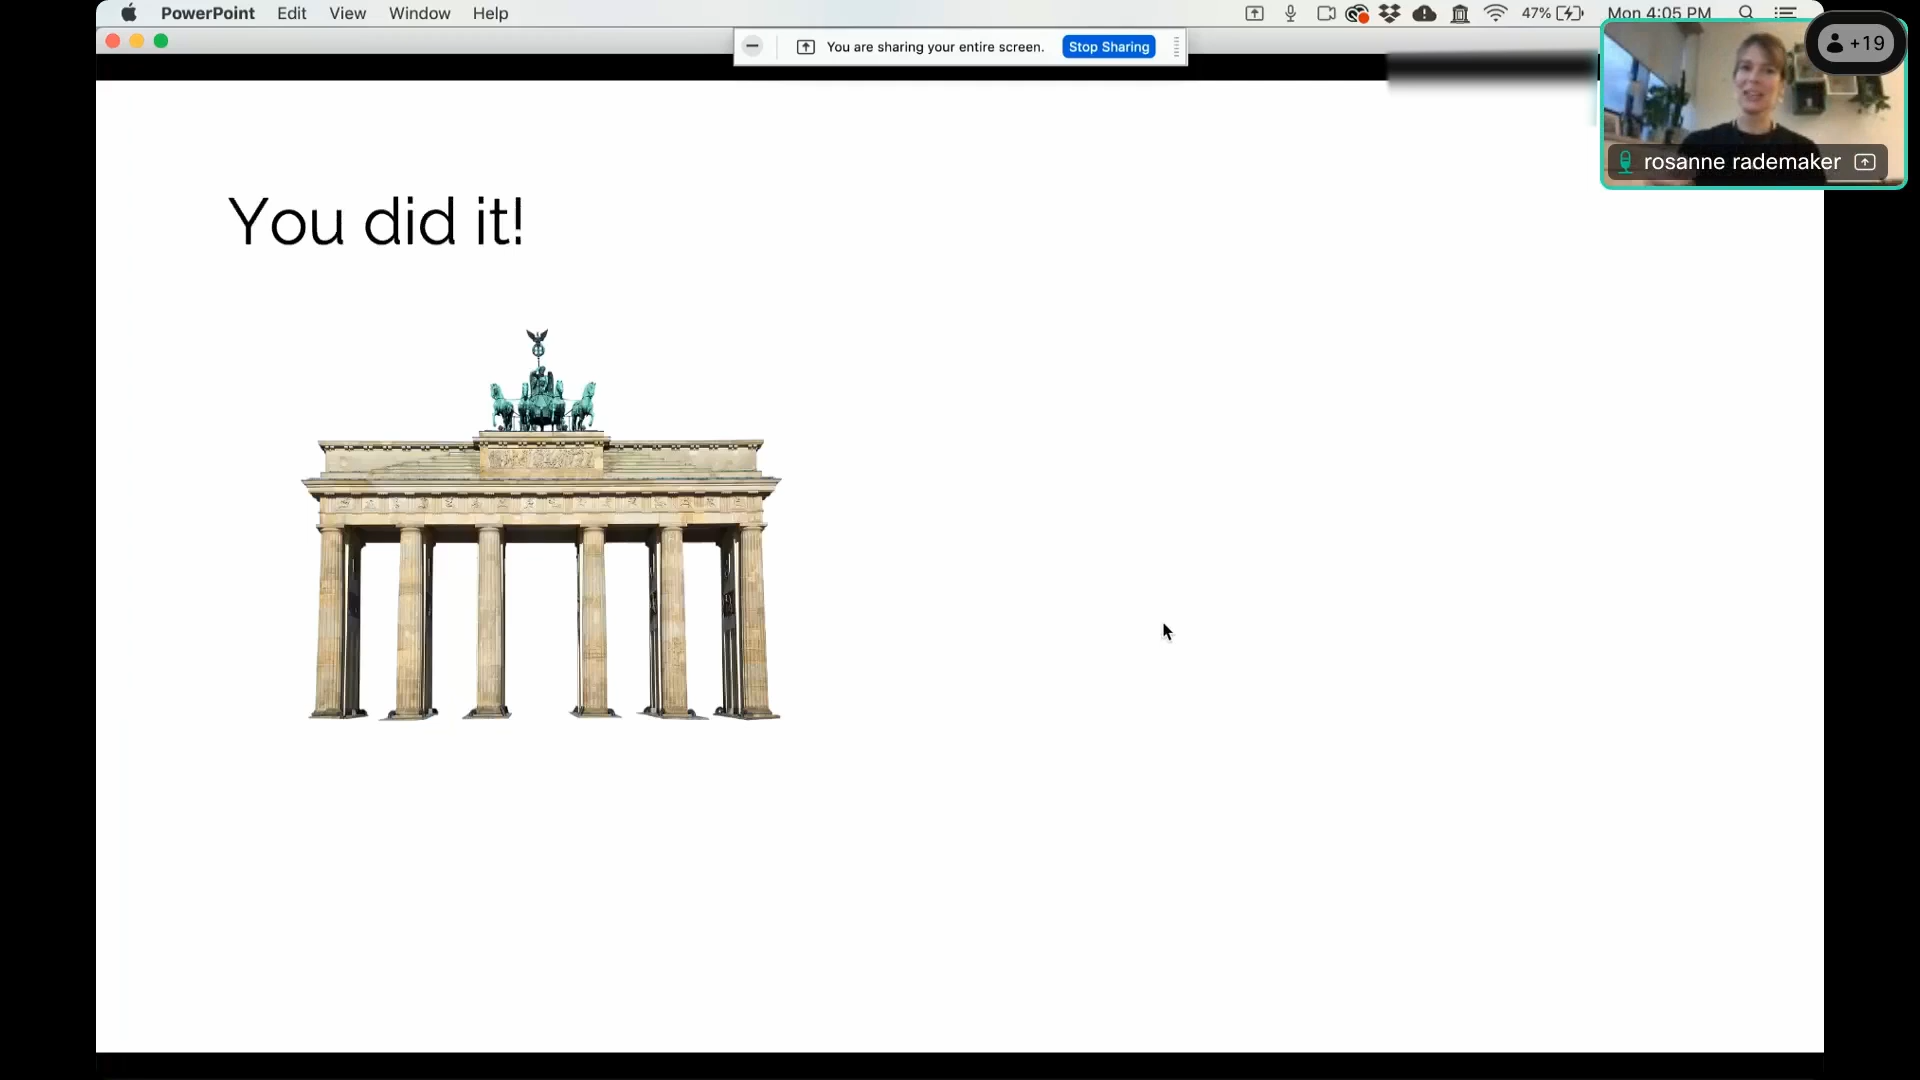 PowerPoint Edit View Window Help 47% Mon 4:05 PM
You are sharing your entire screen. Stop Sharing
+19
rosanne rademaker
You did it!